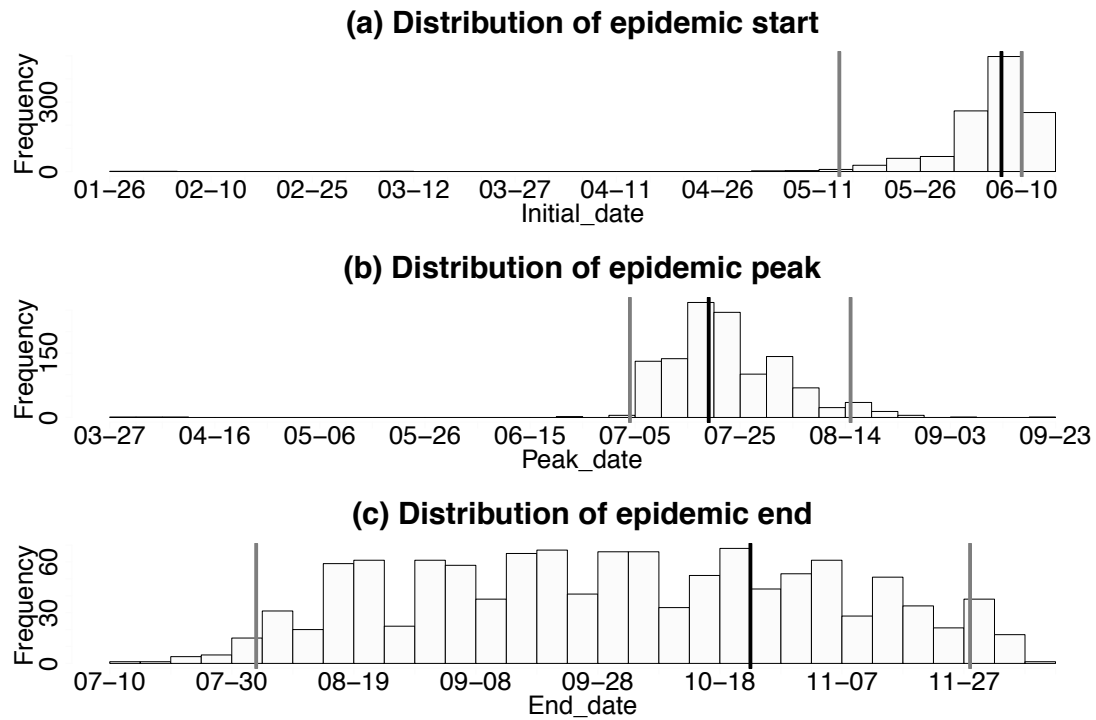 (a) Distribution of epidemic start
Frequency
0 300
01−26 02−10 02−25 03−12 03−27 04−11 04−26 05−11 05−26 06−10
Initial_date
(b) Distribution of epidemic peak
Frequency
0 150
03−27 04−16 05−06 05−26 06−15 07−05 07−25 08−14 09−03 09−23
Peak_date
(c) Distribution of epidemic end
Frequency
0 30 60
07−10 07−30 08−19 09−08 09−28 10−18 11−07 11−27
End_date